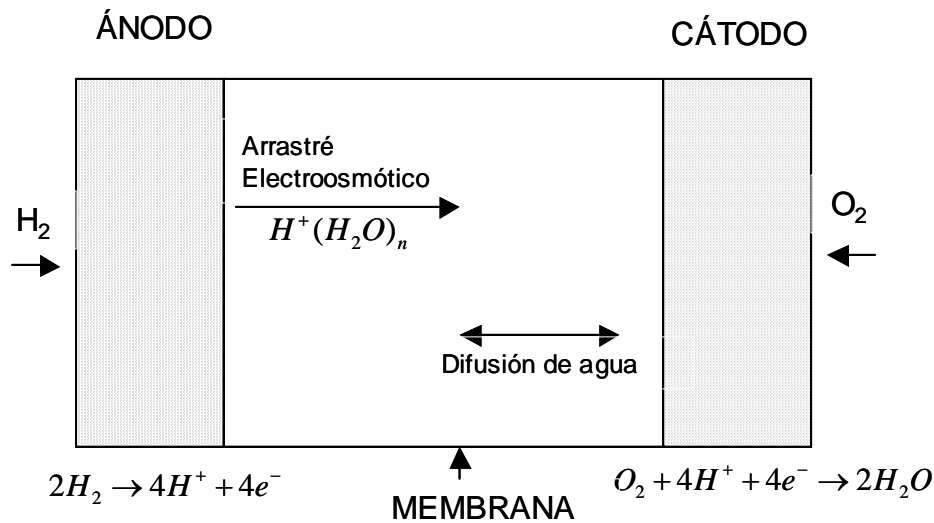 ÁNODO
CÁTODO
Arrastré
Electroosmótico
H⁺(H₂O)ₙ
H₂
O₂
Difusión de agua
2H₂ → 4H⁺ + 4e⁻
MEMBRANA
O₂ + 4H⁺ + 4e⁻ → 2H₂O